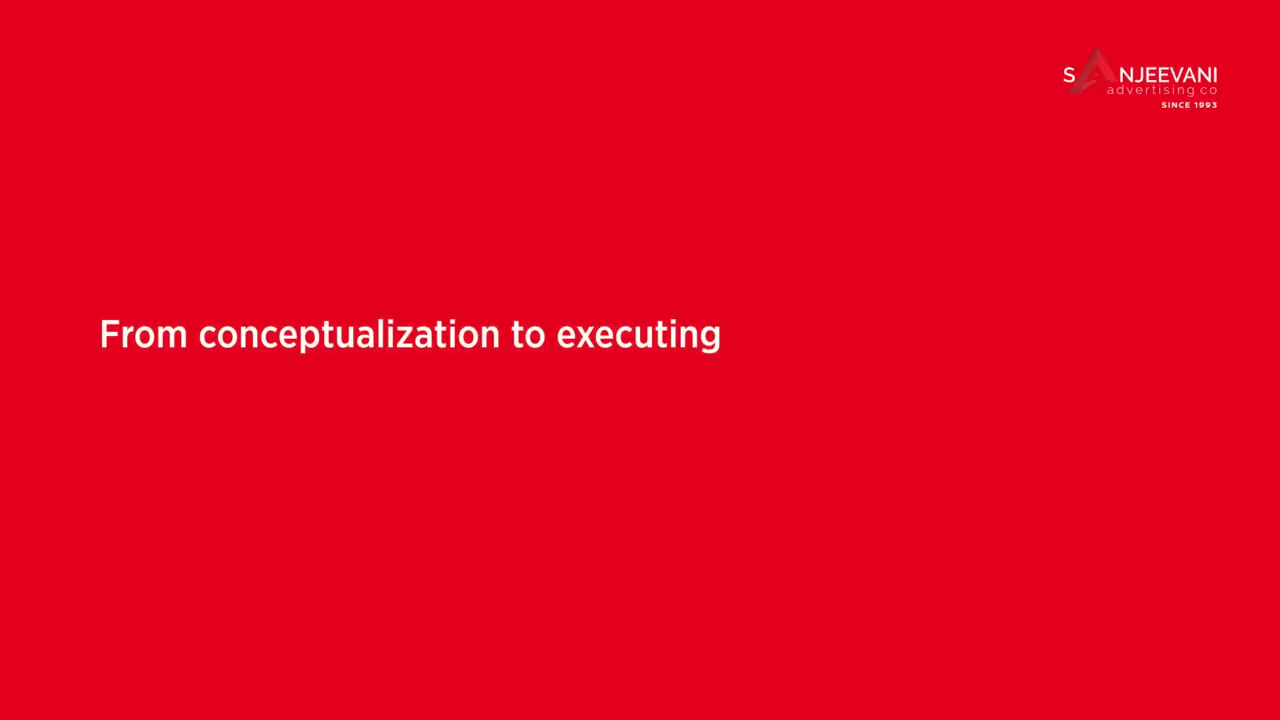 SANJEEVANI
advertising co
SINCE 1993
From conceptualization to executing